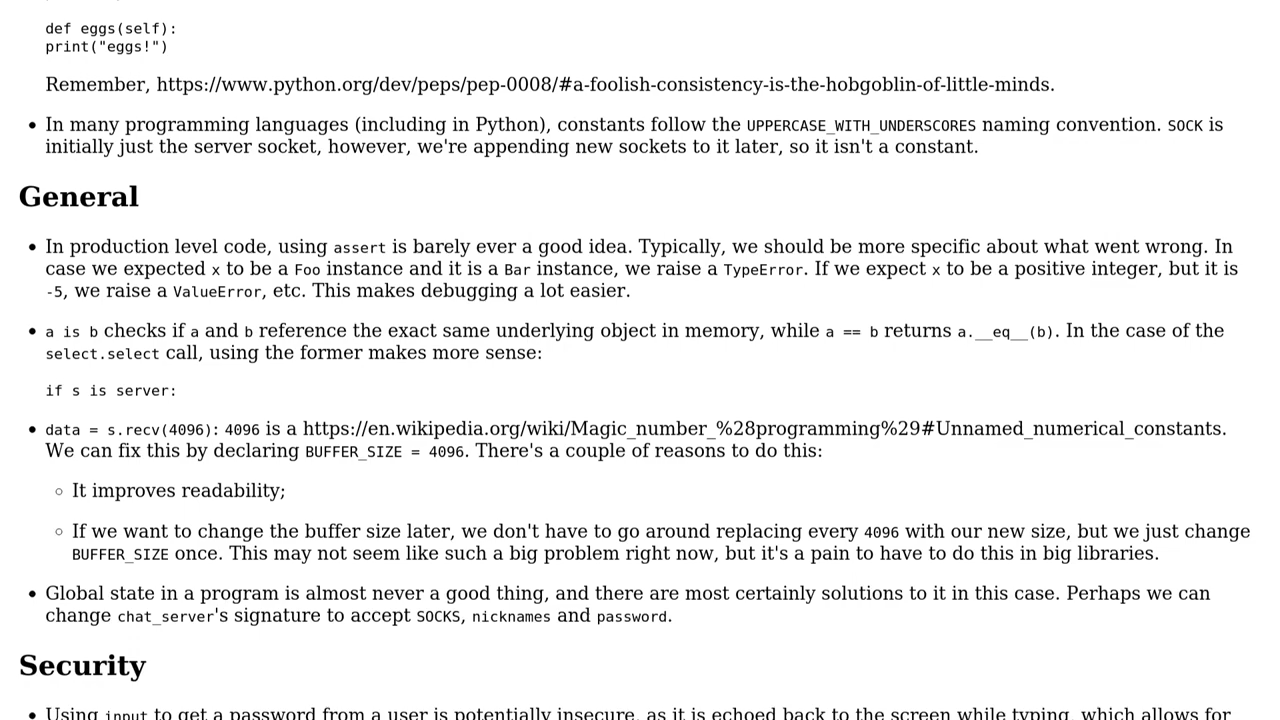 def eggs(self):
print("eggs!")
Remember, https://www.python.org/dev/peps/pep-0008/#a-foolish-consistency-is-the-hobgoblin-of-little-minds.
• In many programming languages (including in Python), constants follow the UPPERCASE_WITH_UNDERSCORES naming convention. SOCK is
initially just the server socket, however, we're appending new sockets to it later, so it isn't a constant.
General
• In production level code, using assert is barely ever a good idea. Typically, we should be more specific about what went wrong. In
case we expected x to be a Foo instance and it is a Bar instance, we raise a TypeError. If we expect x to be a positive integer, but it is
-5, we raise a ValueError, etc. This makes debugging a lot easier.
• a is b checks if a and b reference the exact same underlying object in memory, while a == b returns a.__eq__(b). In the case of the
select.select call, using the former makes more sense:
if s is server:
• data = s.recv(4096): 4096 is a https://en.wikipedia.org/wiki/Magic_number_%28programming%29#Unnamed_numerical_constants.
We can fix this by declaring BUFFER_SIZE = 4096. There's a couple of reasons to do this:
◦ It improves readability;
◦ If we want to change the buffer size later, we don't have to go around replacing every 4096 with our new size, but we just change
BUFFER_SIZE once. This may not seem like such a big problem right now, but it's a pain to have to do this in big libraries.
• Global state in a program is almost never a good thing, and there are most certainly solutions to it in this case. Perhaps we can
change chat_server's signature to accept SOCKS, nicknames and password.
Security
• Using input to get a password from a user is potentially insecure, as it is echoed back to the screen while typing, which allows for